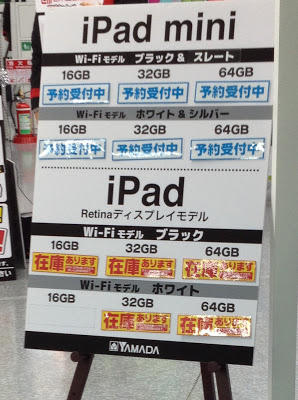 iPad mini
Wi-Fiモデル ブラック & スレート
16GB 32GB 64GB
予約受付中 予約受付中 予約受付中
Wi-Fiモデル ホワイト & シルバー
16GB 32GB 64GB
予約受付中 予約受付中 予約受付中
iPad
Retinaディスプレイモデル
Wi-Fiモデル ブラック
16GB 32GB 64GB
在庫あります 在庫あります 在庫あります
Wi-Fiモデル ホワイト
16GB 32GB 64GB
在庫あります 在庫あります
YAMADA